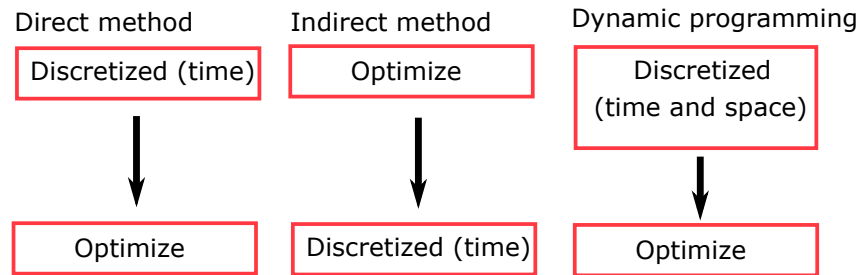 Direct method
Discretized (time)
Optimize
Indirect method
Optimize
Discretized (time)
Dynamic programming
Discretized
(time and space)
Optimize